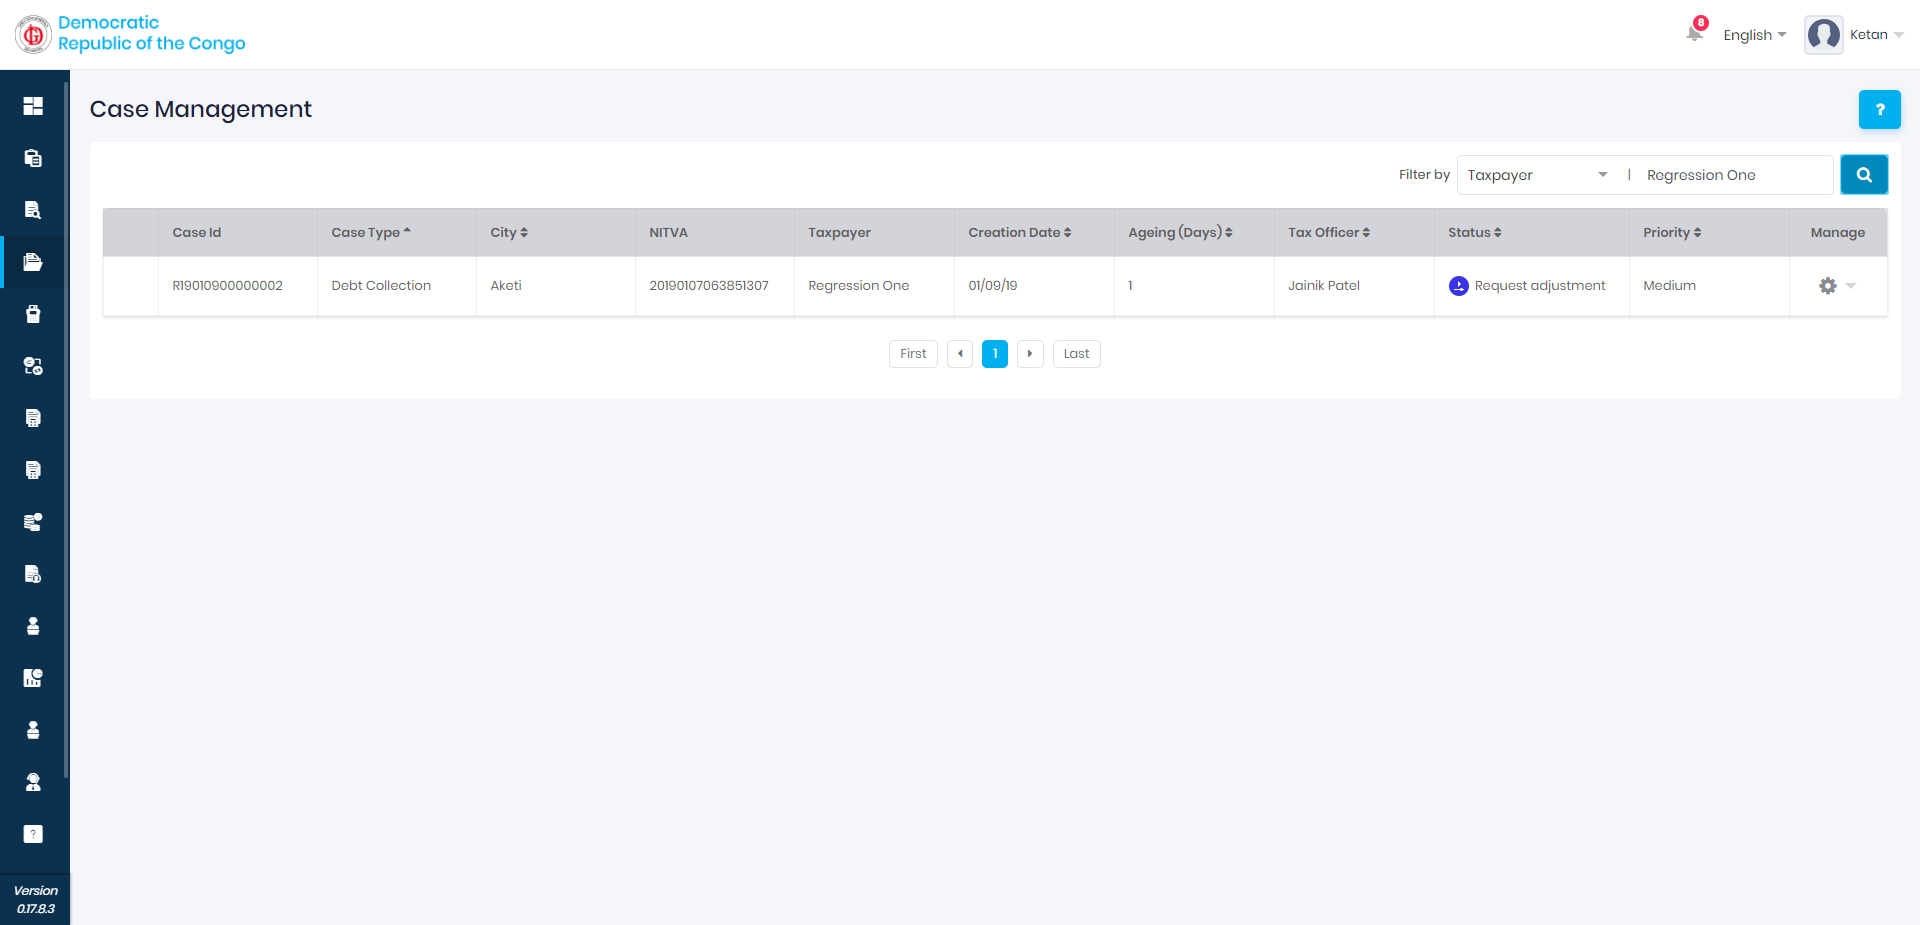 Democratic
Republic of the Congo
8
English
Ketan
Case Management
?
Filter by
Taxpayer
|
Regression One
Case Id
Case Type
City
NITVA
Taxpayer
Creation Date
Ageing (Days)
Tax Officer
Status
Priority
Manage
R19010900000002
Debt Collection
Aketi
20190107063851307
Regression One
01/09/19
1
Jainik Patel
Request adjustment
Medium
First
1
Last
?
Version
0.17.8.3